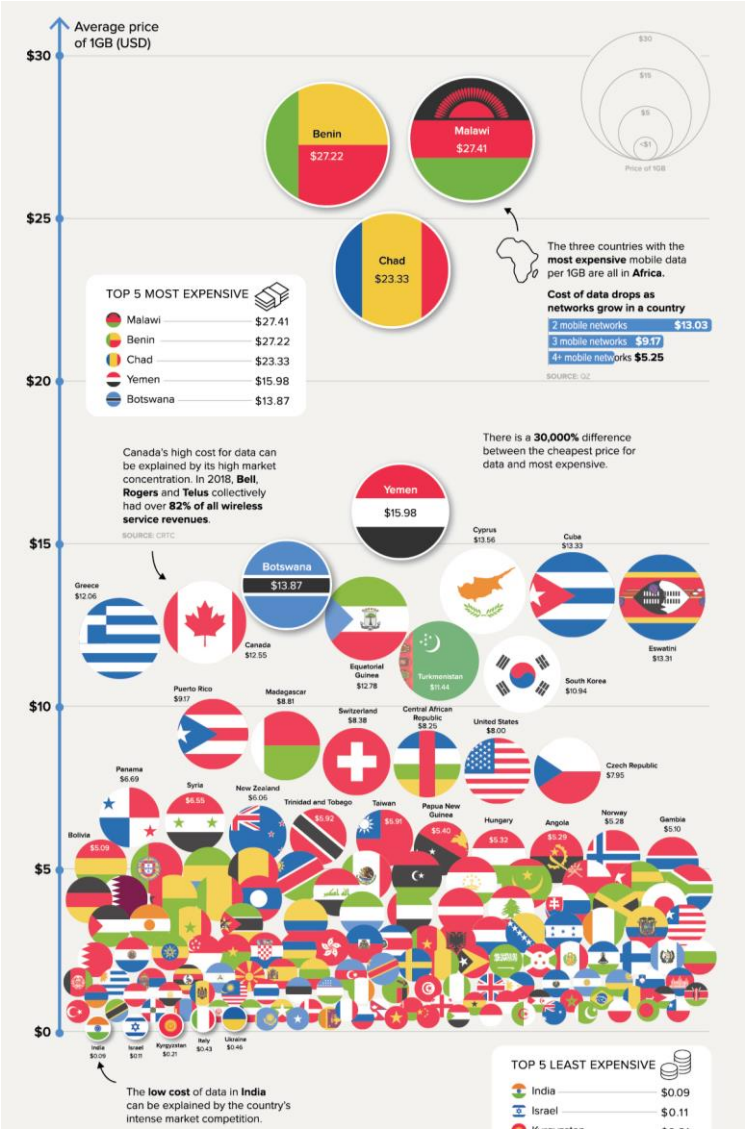 Average price
of 1GB (USD)
$30
$30
$15
$5
<$1
Price of 1GB
Benin
$27.22
Malawi
$27.41
$25
Chad
$23.33
The three countries with the
most expensive mobile data
per 1GB are all in Africa.
Cost of data drops as
networks grow in a country
2 mobile networks $13.03
3 mobile networks $9.17
4+ mobile networks $5.25
SOURCE: QZ
TOP 5 MOST EXPENSIVE
Malawi $27.41
Benin $27.22
Chad $23.33
Yemen $15.98
Botswana $13.87
$20
Canada's high cost for data can
be explained by its high market
concentration. In 2018, Bell,
Rogers and Telus collectively
had over 82% of all wireless
service revenues.
SOURCE: CRTC
There is a 30,000% difference
between the cheapest price for
data and most expensive.
Yemen
$15.98
$15
Cyprus
$13.56
Cuba
$13.33
Botswana
$13.87
Greece
$12.06
Canada
$12.55
Equatorial
Guinea
$12.78
Turkmenistan
$11.44
South Korea
$10.94
Eswatini
$13.31
$10
Puerto Rico
$9.17
Madagascar
$8.81
Switzerland
$8.38
Central African
Republic
$8.25
United States
$8.00
Czech Republic
$7.95
Panama
$6.69
Syria
$6.55
New Zealand
$6.06
Trinidad and Tobago
$5.92
Taiwan
$5.91
Papua New
Guinea
$5.40
Hungary
$5.32
Angola
$5.29
Norway
$5.28
Gambia
$5.10
Bolivia
$5.09
$5
$0
India
$0.09
Israel
$0.11
Kyrgyzstan
$0.21
Italy
$0.43
Ukraine
$0.46
The low cost of data in India
can be explained by the country's
intense market competition.
TOP 5 LEAST EXPENSIVE
India $0.09
Israel $0.11